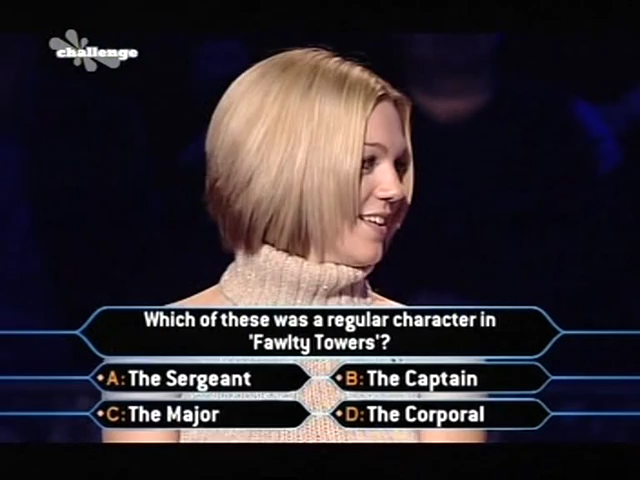 challenge
Which of these was a regular character in
'Fawlty Towers'?
A: The Sergeant
B: The Captain
C: The Major
D: The Corporal